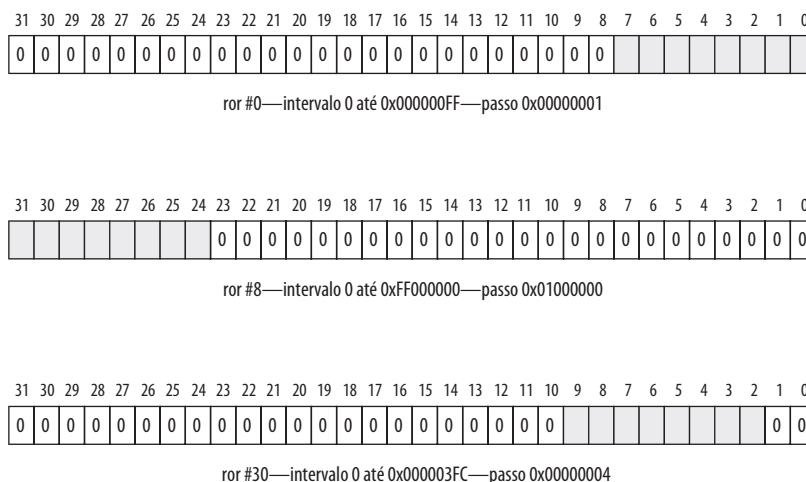 31 30 29 28 27 26 25 24 23 22 21 20 19 18 17 16 15 14 13 12 11 10 9 8 7 6 5 4 3 2 1 0
0 0 0 0 0 0 0 0 0 0 0 0 0 0 0 0 0 0 0 0 0 0 0 0
ror #0—intervalo 0 até 0x000000FF—passo 0x00000001
31 30 29 28 27 26 25 24 23 22 21 20 19 18 17 16 15 14 13 12 11 10 9 8 7 6 5 4 3 2 1 0
0 0 0 0 0 0 0 0 0 0 0 0 0 0 0 0 0 0 0 0 0 0 0 0
ror #8—intervalo 0 até 0xFF000000—passo 0x01000000
31 30 29 28 27 26 25 24 23 22 21 20 19 18 17 16 15 14 13 12 11 10 9 8 7 6 5 4 3 2 1 0
0 0 0 0 0 0 0 0 0 0 0 0 0 0 0 0 0 0 0 0 0 0 0 0
ror #30—intervalo 0 até 0x000003FC—passo 0x00000004